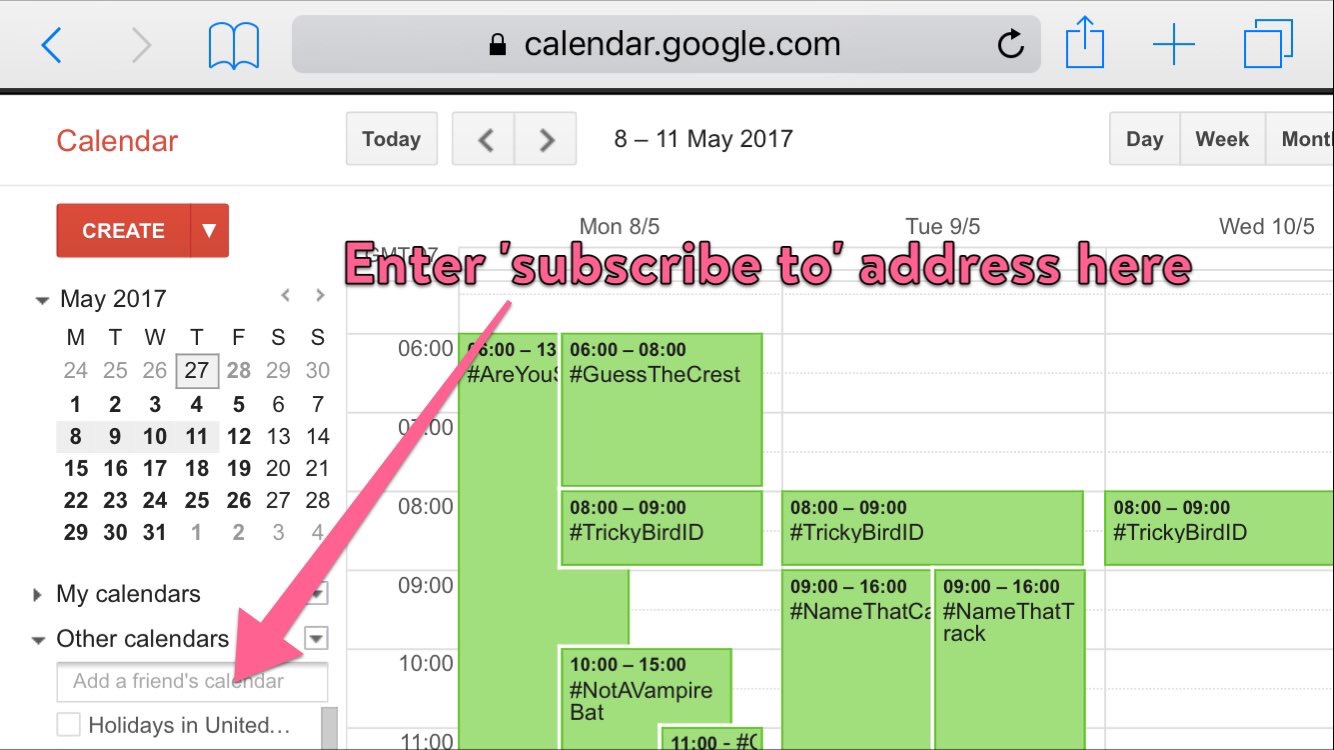 calendar.google.com
Calendar
Today
8 – 11 May 2017
Day
Week
CREATE
Mon 8/5
Tue 9/5
Wed 10/5
Enter 'subscribe to' address here
May 2017
M T W T F S S
24 25 26 27 28 29 30
1 2 3 4 5 6 7
8 9 10 11 12 13 14
15 16 17 18 19 20 21
22 23 24 25 26 27 28
29 30 31 1 2 3 4
My calendars
Other calendars
Add a friend's calendar
Holidays in United…
06:00
07:00
08:00
09:00
10:00
11:00
06:00 – 13
#AreYou
06:00 – 08:00
#GuessTheCrest
08:00 – 09:00
#TrickyBirdID
10:00 – 15:00
#NotAVampire
Bat
11:00 - #
08:00 – 09:00
#TrickyBirdID
09:00 – 16:00
#NameThatCa
09:00 – 16:00
#NameThatT
rack
08:00 – 09:00
#TrickyBirdID